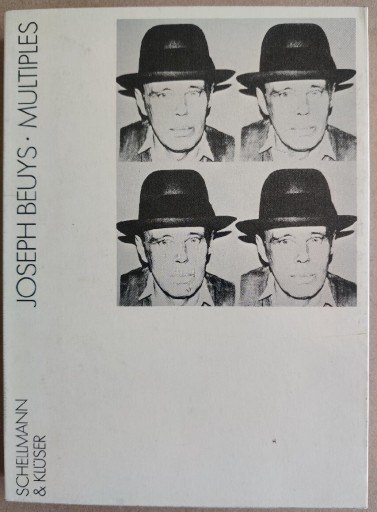 JOSEPH BEUYS · MULTIPLES
SCHELLMANN
& KLÜSER